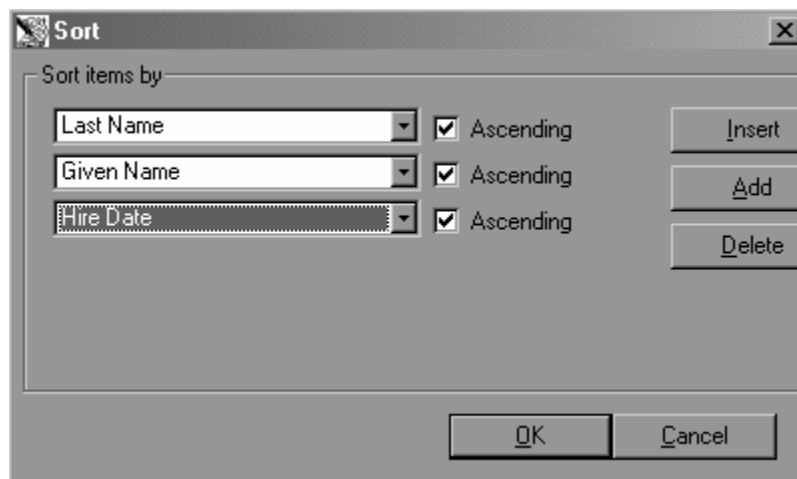 Sort
Sort items by
Last Name Ascending Insert
Given Name Ascending Add
Hire Date Ascending Delete
OK Cancel